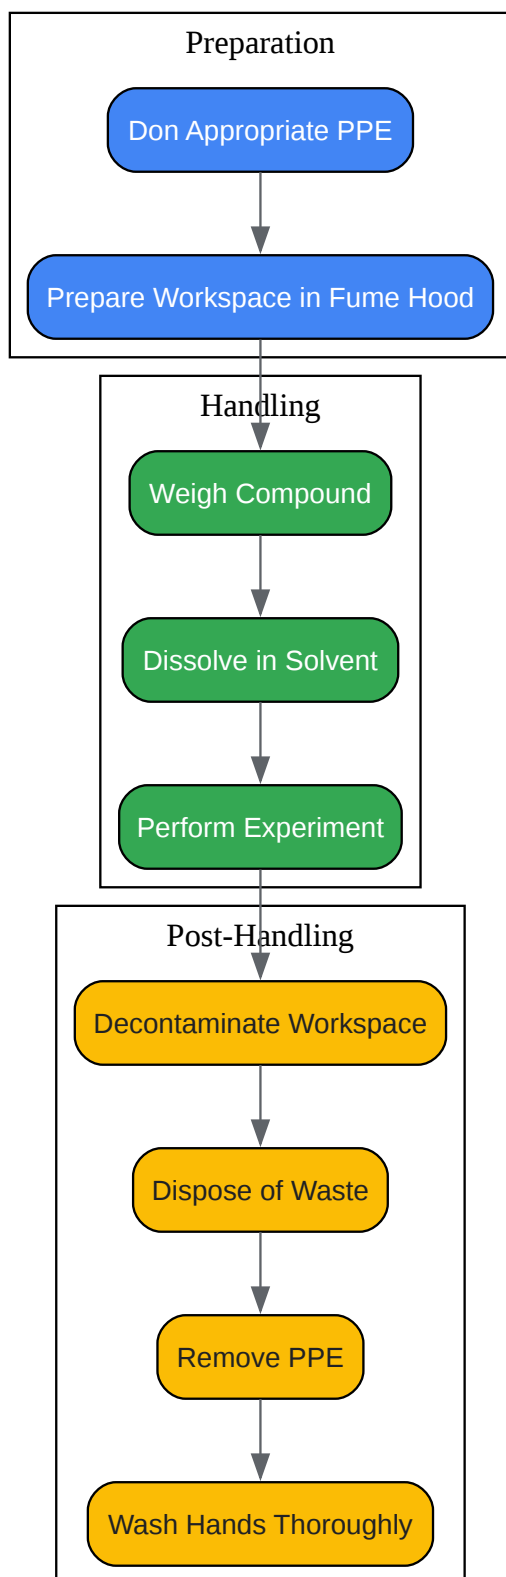 Preparation
Don Appropriate PPE
Prepare Workspace in Fume Hood
Handling
Weigh Compound
Dissolve in Solvent
Perform Experiment
Post-Handling
Decontaminate Workspace
Dispose of Waste
Remove PPE
Wash Hands Thoroughly